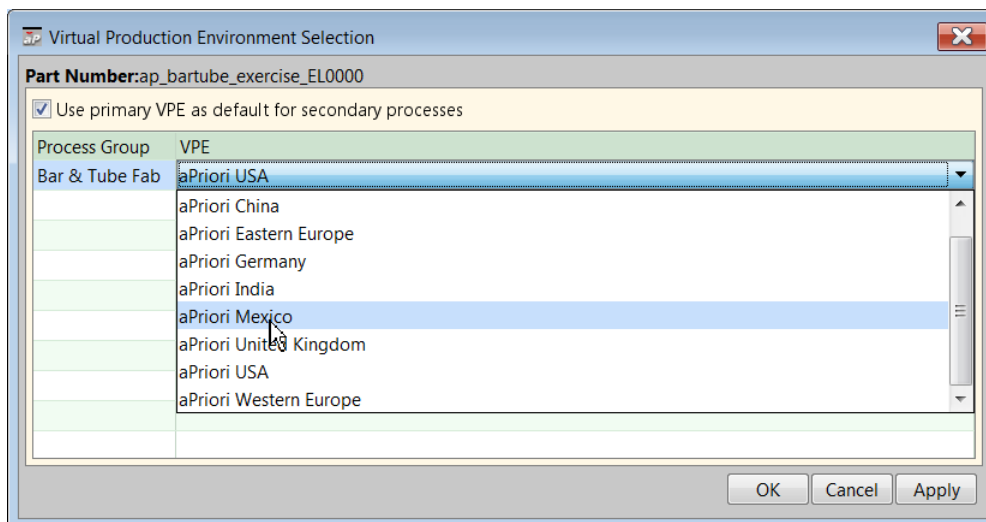 aP Virtual Production Environment Selection
Part Number:ap_bartube_exercise_EL0000
Use primary VPE as default for secondary processes
Process Group VPE
Bar & Tube Fab aPriori USA
aPriori China
aPriori Eastern Europe
aPriori Germany
aPriori India
aPriori Mexico
aPriori United Kingdom
aPriori USA
aPriori Western Europe
OK Cancel Apply